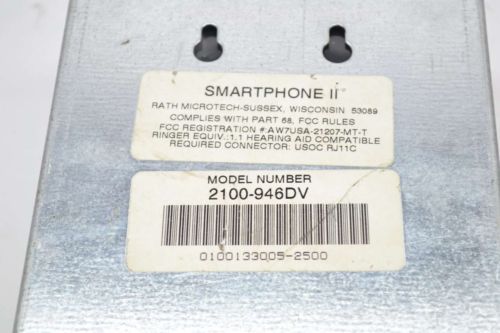 SMARTPHONE II
RATH MICROTECH-SUSSEX, WISCONSIN 53089
COMPLIES WITH PART 68, FCC RULES
FCC REGISTRATION #:AW7USA-21207-MT-T
RINGER EQUIV.:1.1 HEARING AID COMPATIBLE
REQUIRED CONNECTOR: USOC RJ11C
MODEL NUMBER
2100-946DV
0100133005-2500